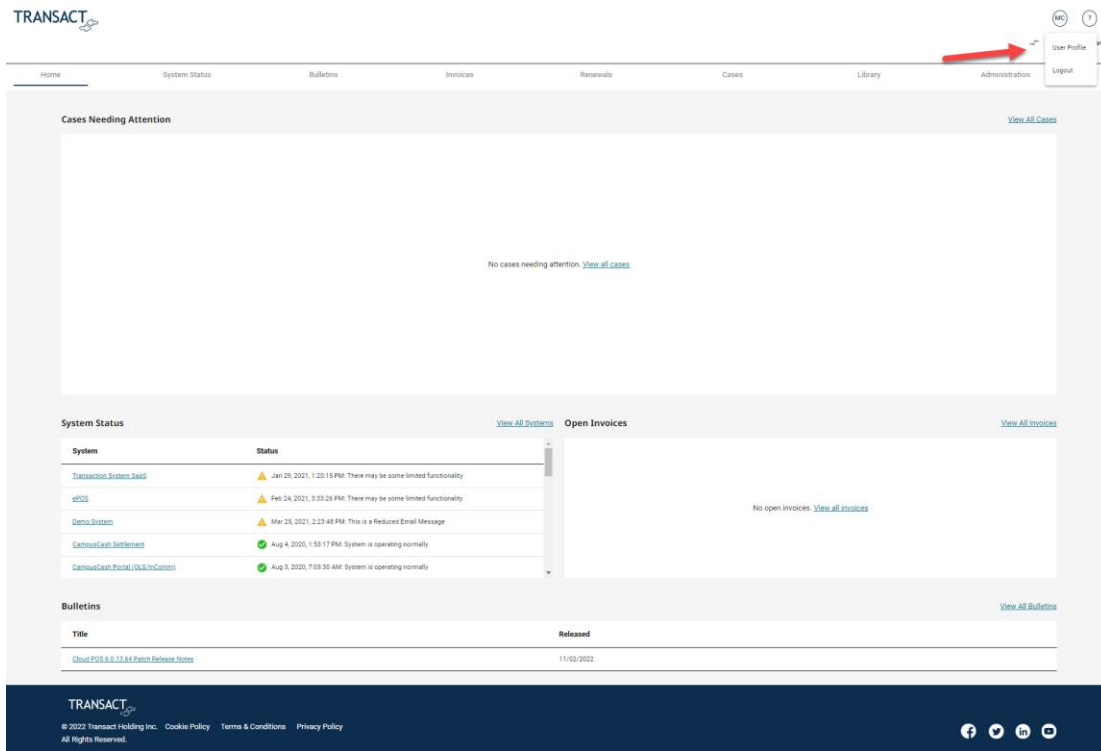 TRANSACT
MC ?
User Profile
Logout
Home System Status Bulletins Invoices Renewals Cases Library Administration
Cases Needing Attention View All Cases
No cases needing attention. View all cases
System Status View All Systems Open Invoices View All Invoices
System Status
Transaction System SaaS Jan 29, 2021, 1:20:15 PM: There may be some limited functionality
ePOS Feb 24, 2021, 3:33:26 PM: There may be some limited functionality
No open invoices. View all invoices
Demo System Mar 25, 2021, 2:23:48 PM: This is a Reduced Email Message
CampusCash Settlement Aug 4, 2020, 1:53:17 PM: System is operating normally
CampusCash Portal (OLS/InComm) Aug 3, 2020, 7:03:30 AM: System is operating normally
Bulletins View All Bulletins
Title Released
Cloud POS 6.0.13.64 Patch Release Notes 11/02/2022
TRANSACT
© 2022 Transact Holding Inc. Cookie Policy Terms & Conditions Privacy Policy
All Rights Reserved.